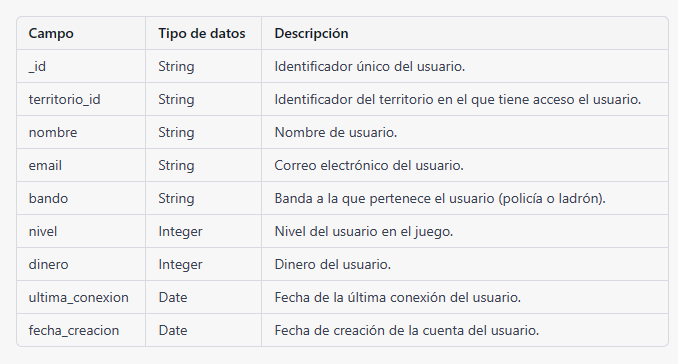 Campo Tipo de datos Descripción
_id String Identificador único del usuario.
territorio_id String Identificador del territorio en el que tiene acceso el usuario.
nombre String Nombre de usuario.
email String Correo electrónico del usuario.
bando String Banda a la que pertenece el usuario (policía o ladrón).
nivel Integer Nivel del usuario en el juego.
dinero Integer Dinero del usuario.
ultima_conexion Date Fecha de la última conexión del usuario.
fecha_creacion Date Fecha de creación de la cuenta del usuario.